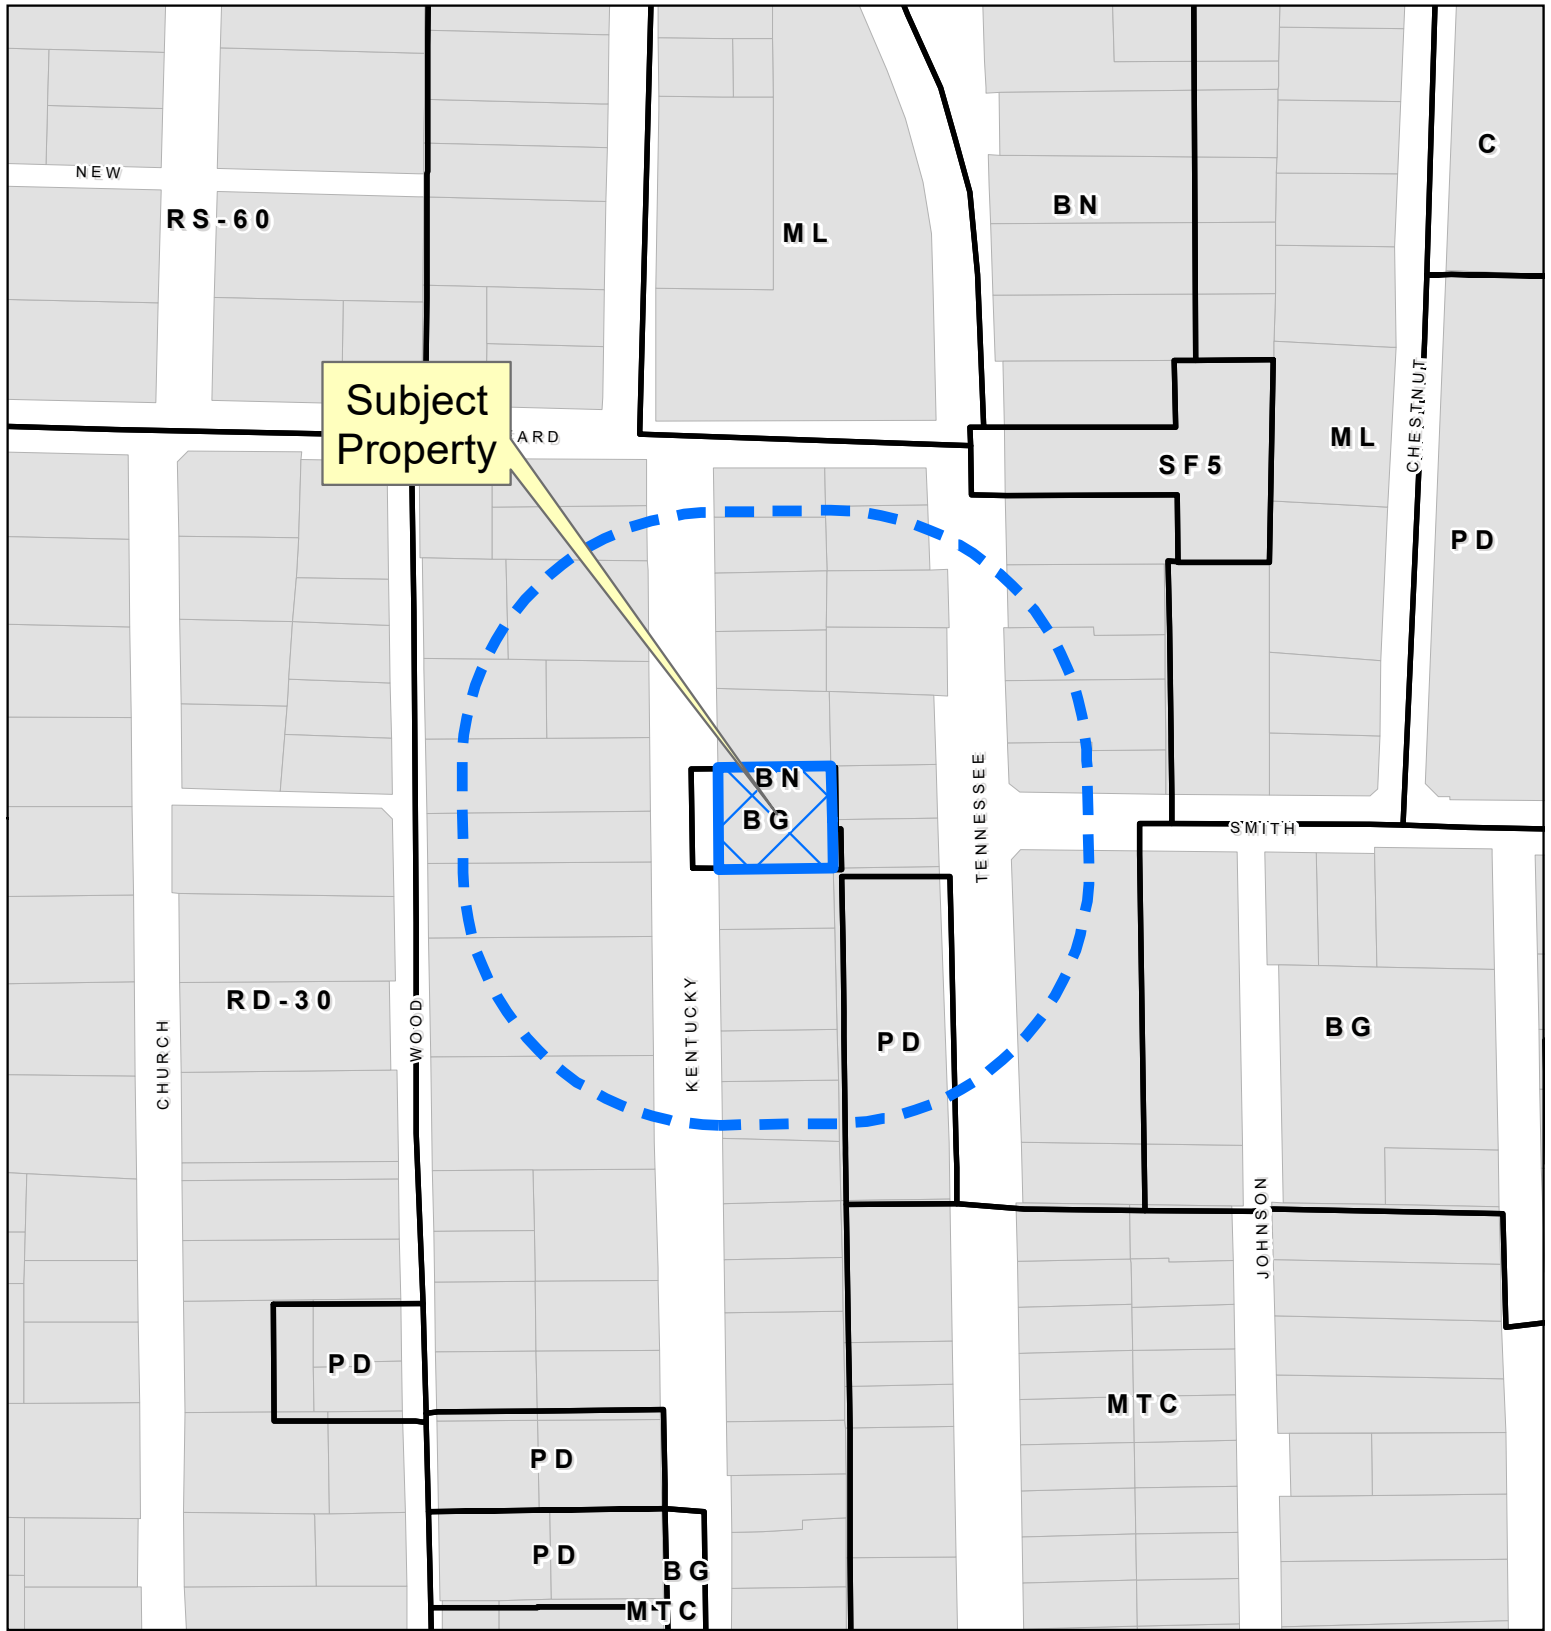 C
NEW
BN
RS-60
ML
Subject
Property
ARD
ML
CHESTNUT
SF5
PD
BN
BG
TENNESSEE
SMITH
RD-30
WOOD
KENTUCKY
PD
BG
CHURCH
JOHNSON
PD
MTC
PD
PD
BG
MTC